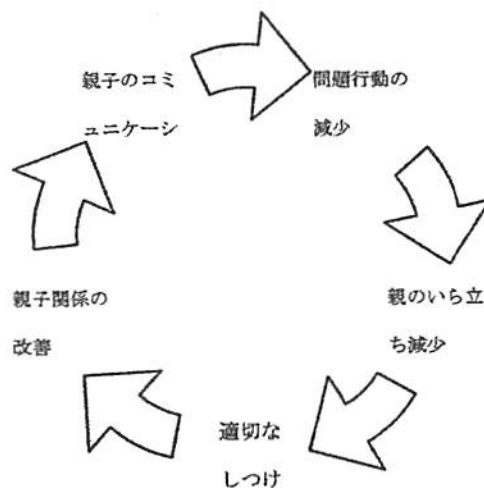 親子のコミ
ュニケーシ
問題行動の
減少
親のいら立
ち減少
適切な
しつけ
親子関係の
改善